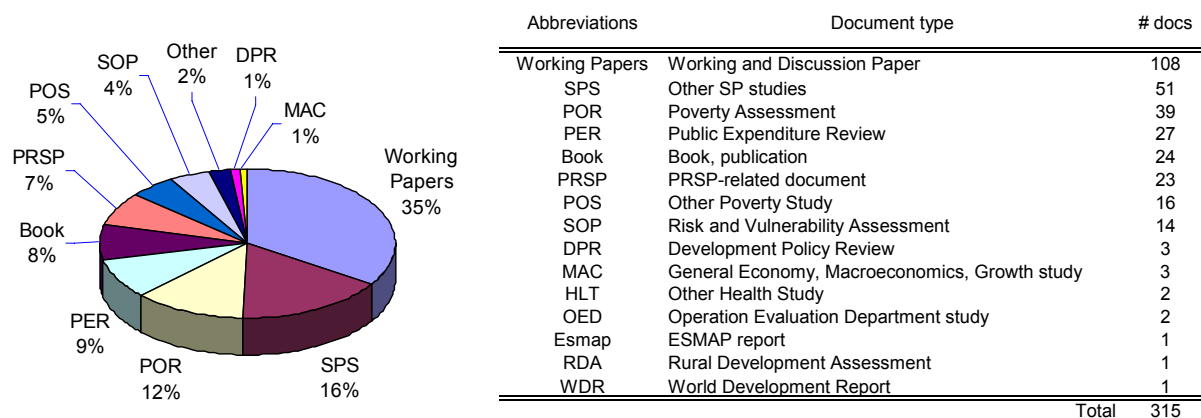 Other
2%
DPR
1%
SOP
4%
MAC
1%
POS
5%
PRSP
7%
Working
Papers
35%
Book
8%
PER
9%
POR
12%
SPS
16%
Abbreviations Document type # docs
Working Papers Working and Discussion Paper 108
SPS Other SP studies 51
POR Poverty Assessment 39
PER Public Expenditure Review 27
Book Book, publication 24
PRSP PRSP-related document 23
POS Other Poverty Study 16
SOP Risk and Vulnerability Assessment 14
DPR Development Policy Review 3
MAC General Economy, Macroeconomics, Growth study 3
HLT Other Health Study 2
OED Operation Evaluation Department study 2
Esmap ESMAP report 1
RDA Rural Development Assessment 1
WDR World Development Report 1
Total 315